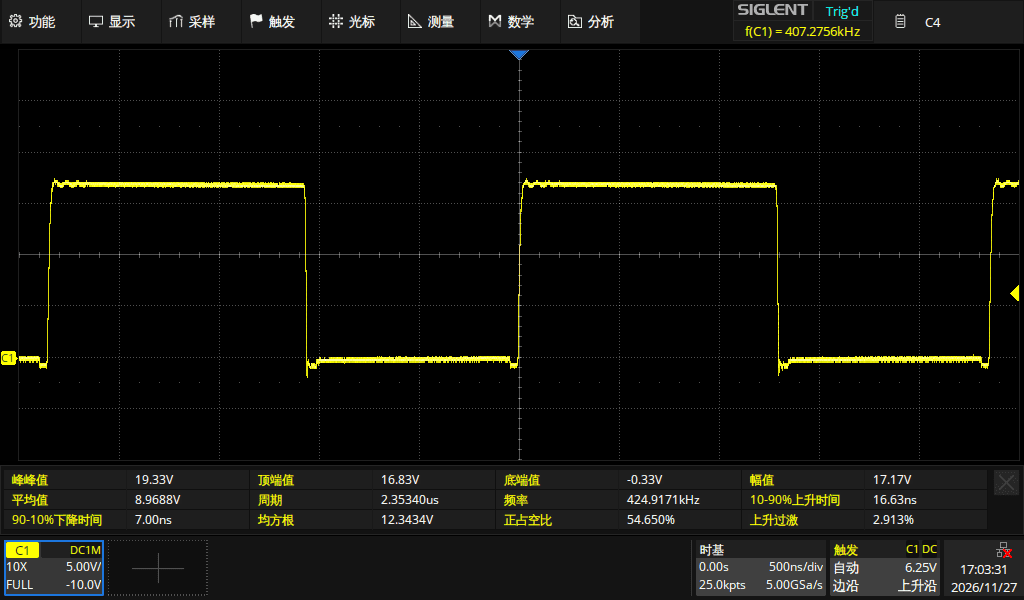 功能 显示 采样 触发 光标 测量 数学 分析 SIGLENT Trig'd C4
f(C1) = 407.2756kHz
C1
峰峰值 19.33V 顶端值 16.83V 底端值 -0.33V 幅值 17.17V
平均值 8.9688V 周期 2.35340us 频率 424.9171kHz 10-90%上升时间 16.63ns
90-10%下降时间 7.00ns 均方根 12.3434V 正占空比 54.650% 上升过激 2.913%
C1 DC1M
10X 5.00V/
FULL -10.0V
时基
0.00s 500ns/div
25.0kpts 5.00GSa/s
触发 C1 DC
自动 6.25V
边沿 上升沿
17:03:31
2026/11/27